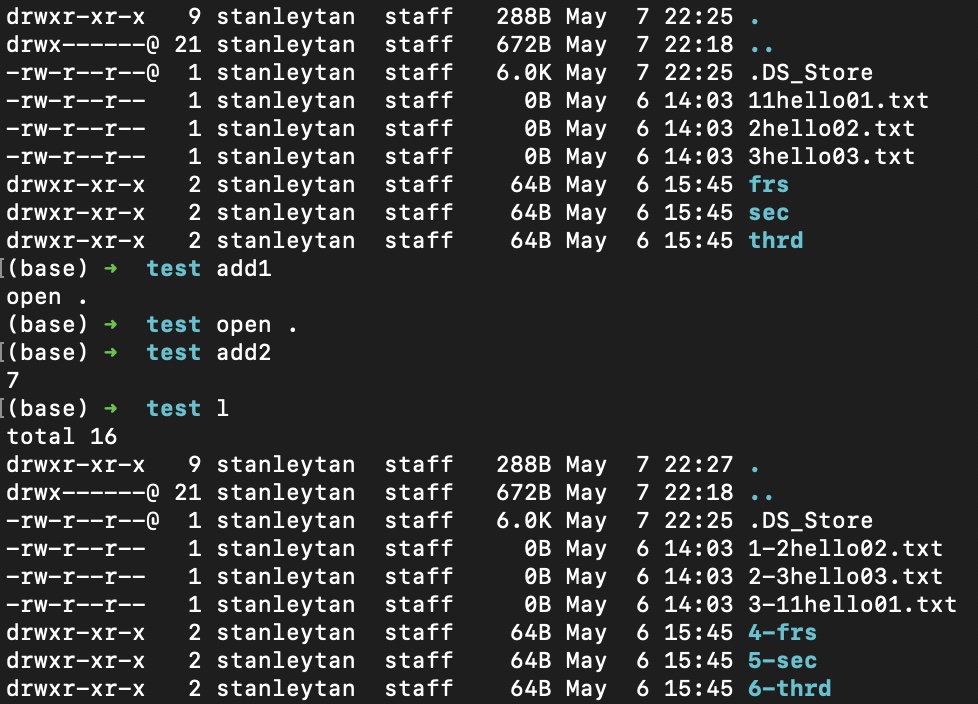 drwxr-xr-x   9 stanleytan  staff   288B May  7 22:25 .
drwx------@ 21 stanleytan  staff   672B May  7 22:18 ..
-rw-r--r--@  1 stanleytan  staff   6.0K May  7 22:25 .DS_Store
-rw-r--r--   1 stanleytan  staff     0B May  6 14:03 11hello01.txt
-rw-r--r--   1 stanleytan  staff     0B May  6 14:03 2hello02.txt
-rw-r--r--   1 stanleytan  staff     0B May  6 14:03 3hello03.txt
drwxr-xr-x   2 stanleytan  staff    64B May  6 15:45 frs
drwxr-xr-x   2 stanleytan  staff    64B May  6 15:45 sec
drwxr-xr-x   2 stanleytan  staff    64B May  6 15:45 thrd
[(base) ➜  test add1
open .
(base) ➜  test open .
[(base) ➜  test add2
7
[(base) ➜  test l
total 16
drwxr-xr-x   9 stanleytan  staff   288B May  7 22:27 .
drwx------@ 21 stanleytan  staff   672B May  7 22:18 ..
-rw-r--r--@  1 stanleytan  staff   6.0K May  7 22:25 .DS_Store
-rw-r--r--   1 stanleytan  staff     0B May  6 14:03 1-2hello02.txt
-rw-r--r--   1 stanleytan  staff     0B May  6 14:03 2-3hello03.txt
-rw-r--r--   1 stanleytan  staff     0B May  6 14:03 3-11hello01.txt
drwxr-xr-x   2 stanleytan  staff    64B May  6 15:45 4-frs
drwxr-xr-x   2 stanleytan  staff    64B May  6 15:45 5-sec
drwxr-xr-x   2 stanleytan  staff    64B May  6 15:45 6-thrd